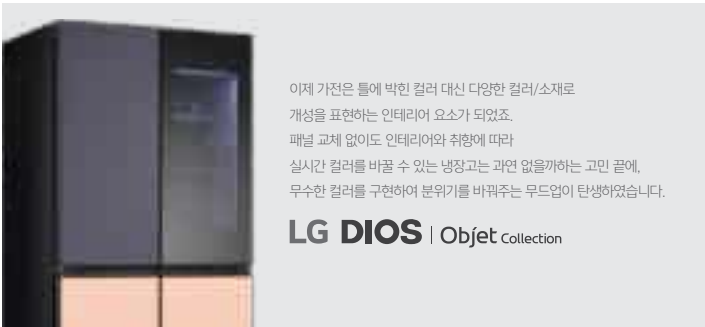 이제 가전은 틀에 박힌 컬러 대신 다양한 컬러/소재로
개성을 표현하는 인테리어 요소가 되었죠.
패널 교체 없이도 인테리어와 취향에 따라
실시간 컬러를 바꿀 수 있는 냉장고는 과연 없을까하는 고민 끝에,
무수한 컬러를 구현하여 분위기를 바꿔주는 무드업이 탄생하였습니다.
LG DIOS | Objet Collection